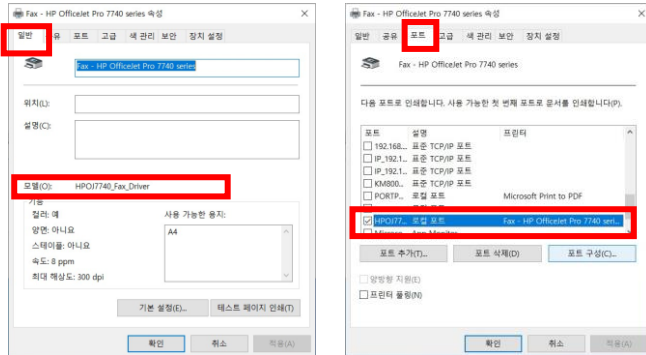 Fax - HP OfficeJet Pro 7740 series 속성
일반 공유 포트 고급 색 관리 보안 장치 설정
Fax - HP OfficeJet Pro 7740 series
위치(L):
설명(C):
모델(O): HPOJ7740_Fax_Driver
기능
컬러: 예
사용 가능한 용지:
양면: 아니요
A4
스테이플: 아니요
속도: 8 ppm
최대 해상도: 300 dpi
기본 설정(E)... 테스트 페이지 인쇄(T)
확인 취소 적용(A)
Fax - HP OfficeJet Pro 7740 series 속성
일반 공유 포트 고급 색 관리 보안 장치 설정
Fax - HP OfficeJet Pro 7740 series
다음 포트로 인쇄합니다. 사용 가능한 첫 번째 포트로 문서를 인쇄합니다(P).
포트 설명 프린터
192.168... 표준 TCP/IP 포트
IP_192.1... 표준 TCP/IP 포트
IP_192.1... 표준 TCP/IP 포트
KM800... 표준 TCP/IP 포트
PORTP... 로컬 포트 Microsoft Print to PDF
HPOJ77... 로컬 포트 Fax - HP OfficeJet Pro 7740 seri...
Microso... App Monitor
포트 추가(T)... 포트 삭제(D) 포트 구성(C)...
양방향 지원(E)
프린터 풀링(N)
확인 취소 적용(A)